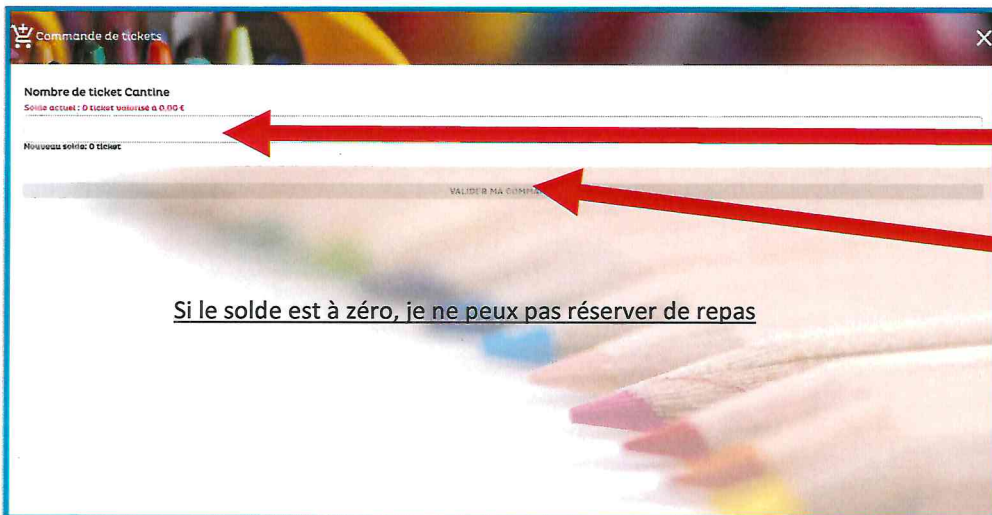 Commande de tickets
Nombre de ticket Cantine
Solde actuel : 0 ticket valorisé à 0.00 €
Nouveau solde: 0 ticket
VALIDER MA
Si le solde est à zéro, je ne peux pas réserver de repas